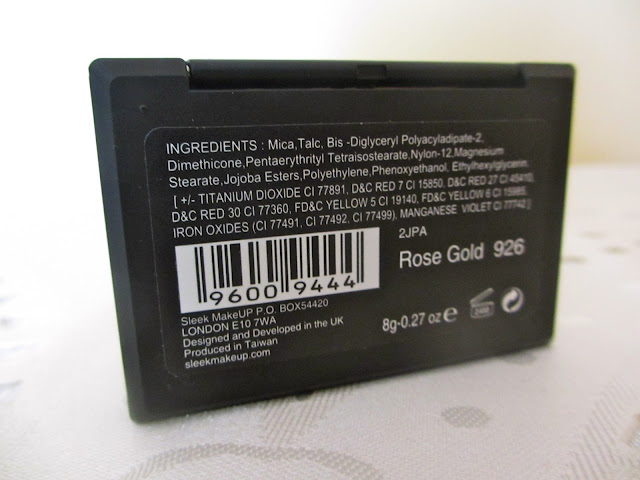 INGREDIENTS : Mica,Talc, Bis -Diglyceryl Polyacyladipate-2,
Dimethicone,Pentaerythrityl Tetraisostearate,Nylon-12,Magnesium
Stearate,Jojoba Esters,Polyethylene,Phenoxyethanol, Ethylhexylglycerin.
[ +/- TITANIUM DIOXIDE CI 77891, D&C RED 7 CI 15850, D&C RED 27 CI 45410,
D&C RED 30 CI 77360, FD&C YELLOW 5 CI 19140, FD&C YELLOW 6 CI 15985,
IRON OXIDES (CI 77491, CI 77492, CI 77499), MANGANESE VIOLET CI 77742 ]
2JPA
Rose Gold 926
9600 9444
Sleek MakeUP P.O. BOX54420
LONDON E10 7WA
Designed and Developed in the UK
Produced in Taiwan
sleekmakeup.com
8g-0.27 oz e
24M